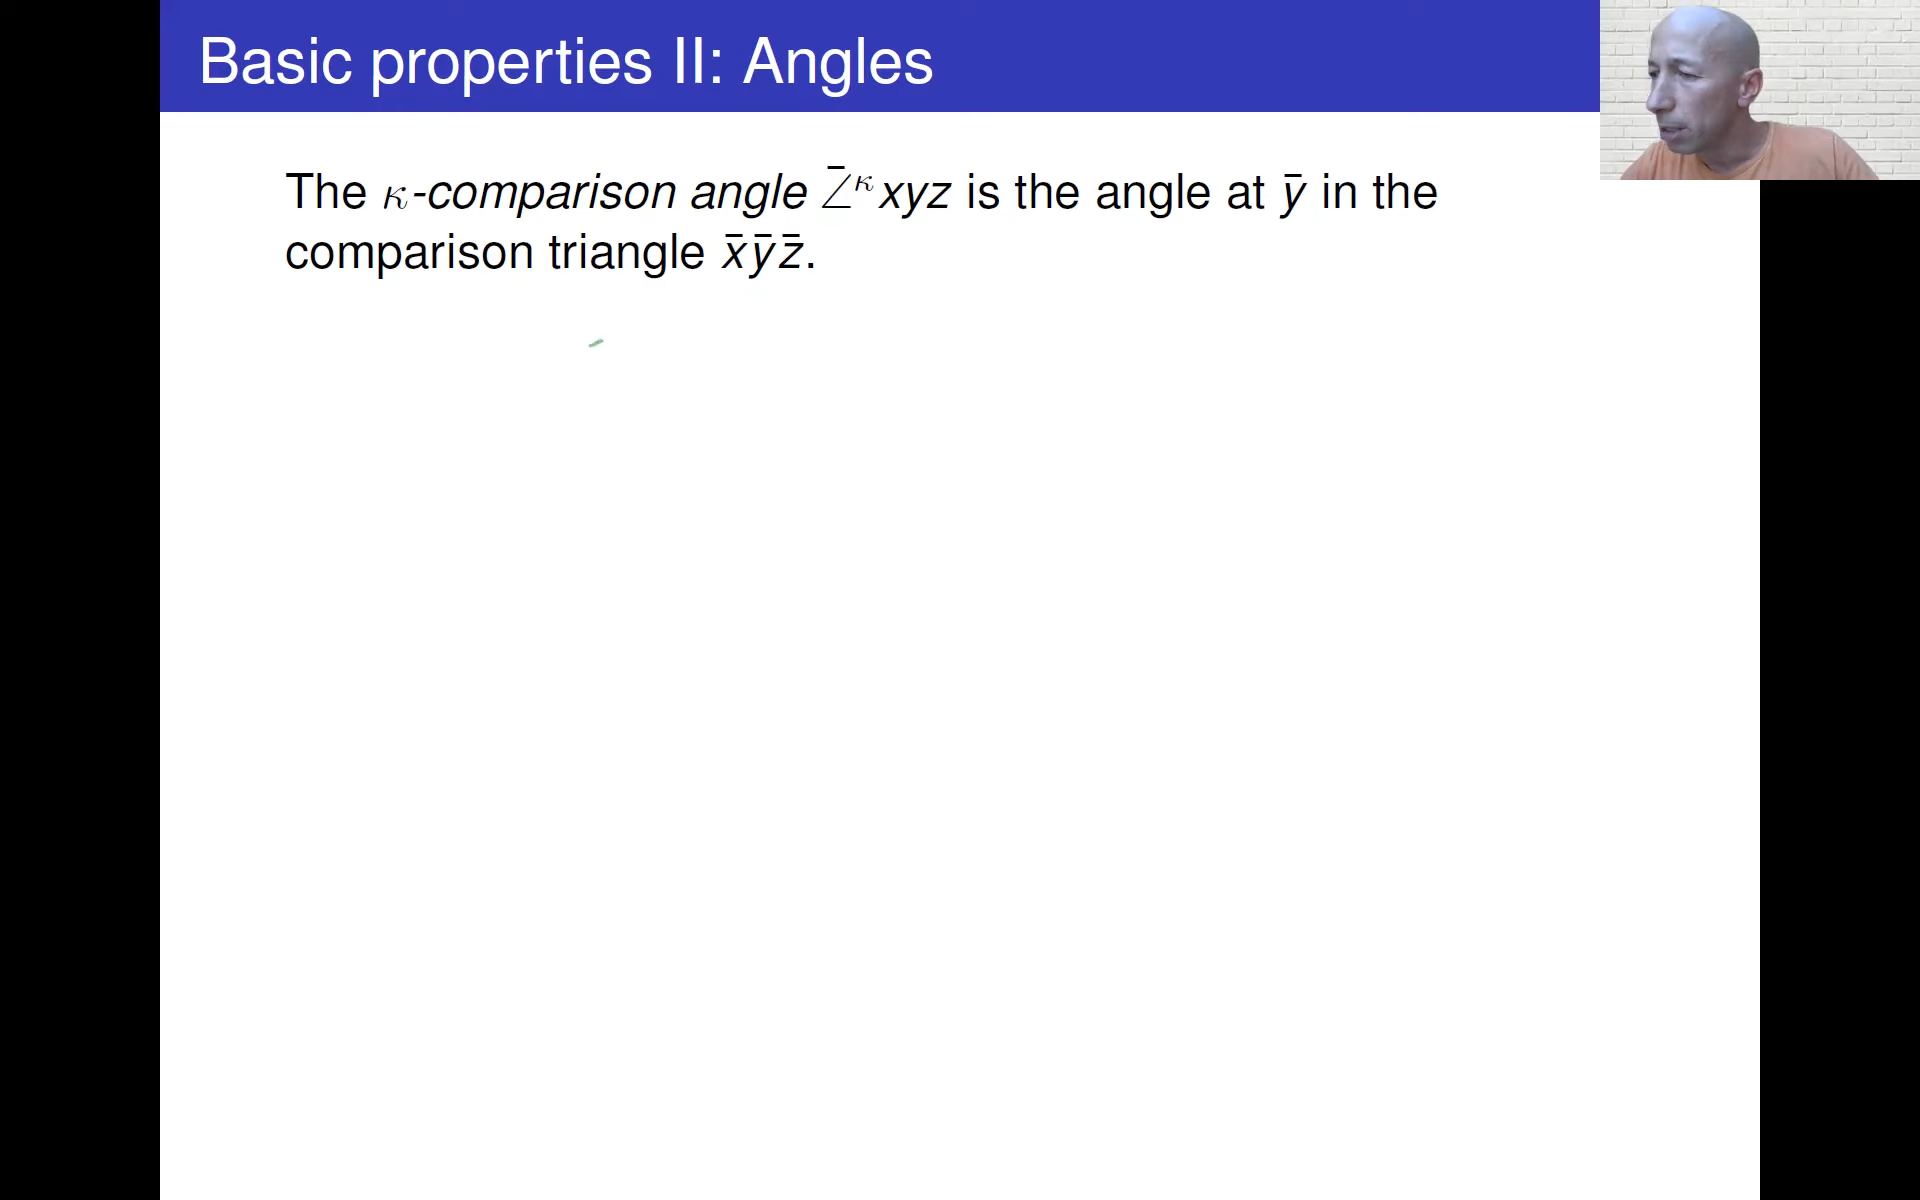 Basic properties II: Angles
The κ-comparison angle ∠̄^κ xyz is the angle at ȳ in the
comparison triangle x̄ȳz̄.